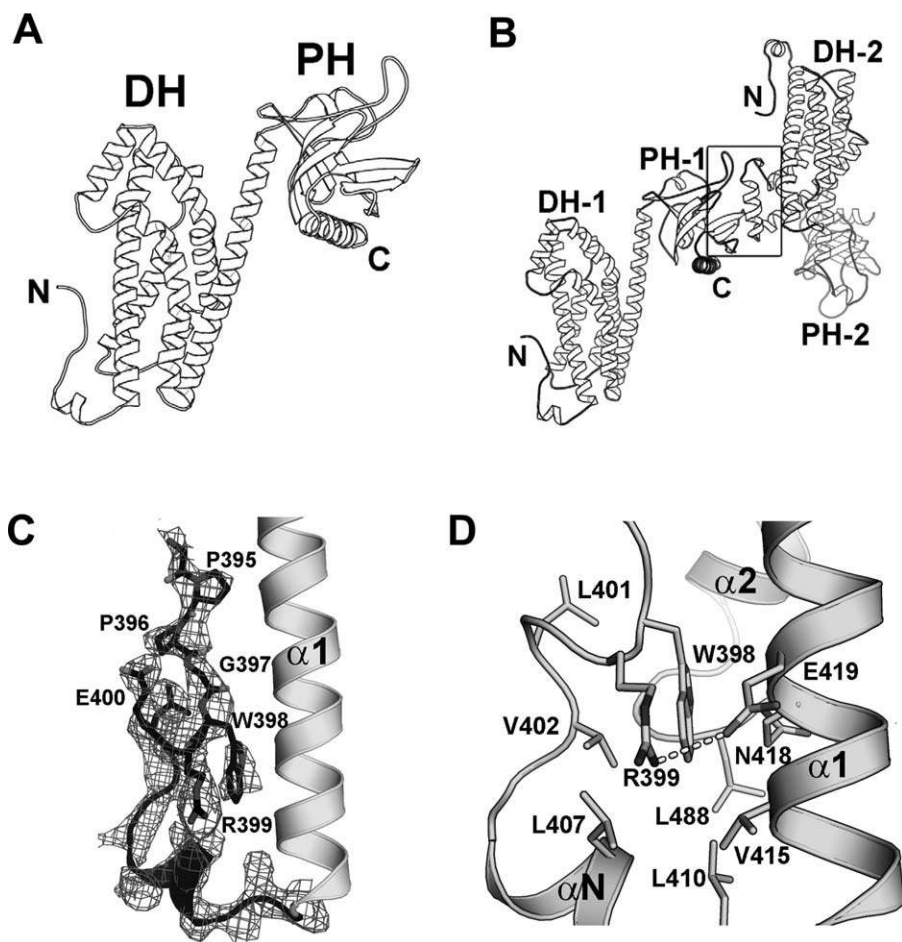 A
DH
PH
N
C
B
DH-2
N
PH-1
DH-1
C
N
PH-2
C
P395
P396
G397
α1
E400
W398
R399
D
α2
L401
W398
E419
V402
R399
N418
α1
L488
L407
V415
αN
L410